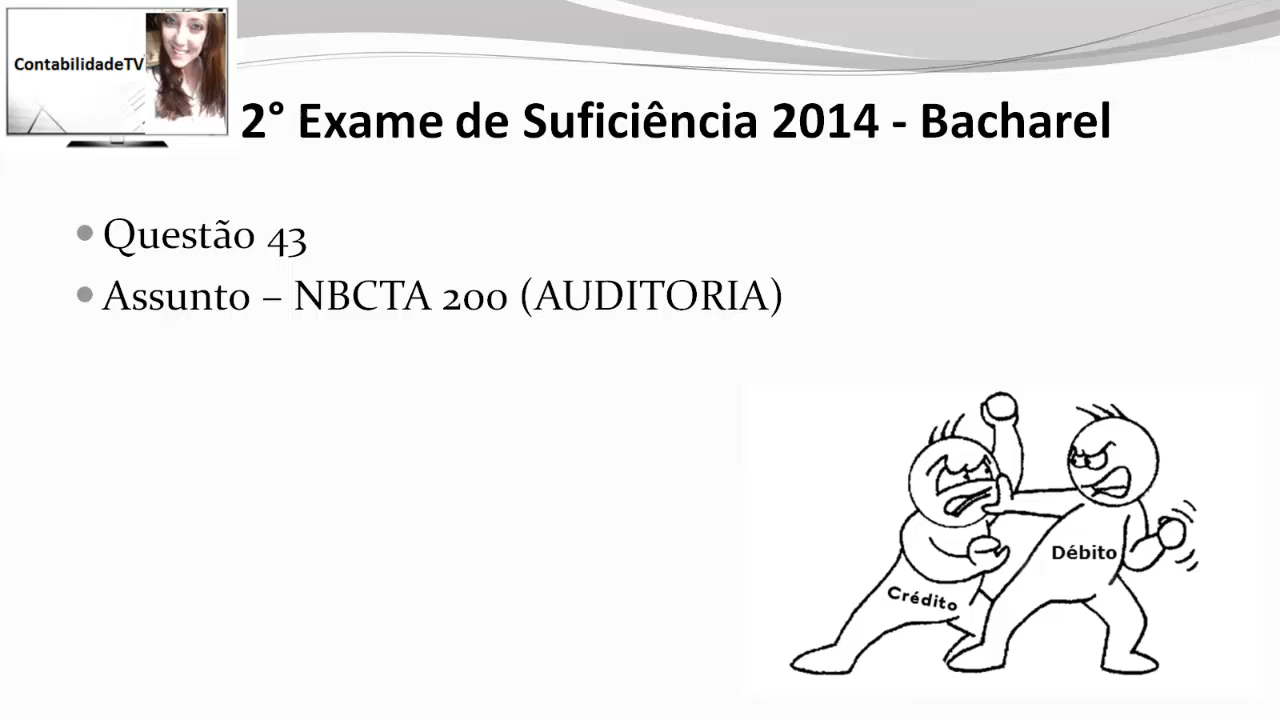 ContabilidadeTV
2° Exame de Suficiência 2014 - Bacharel
• Questão 43
• Assunto – NBCTA 200 (AUDITORIA)
Débito
Crédito